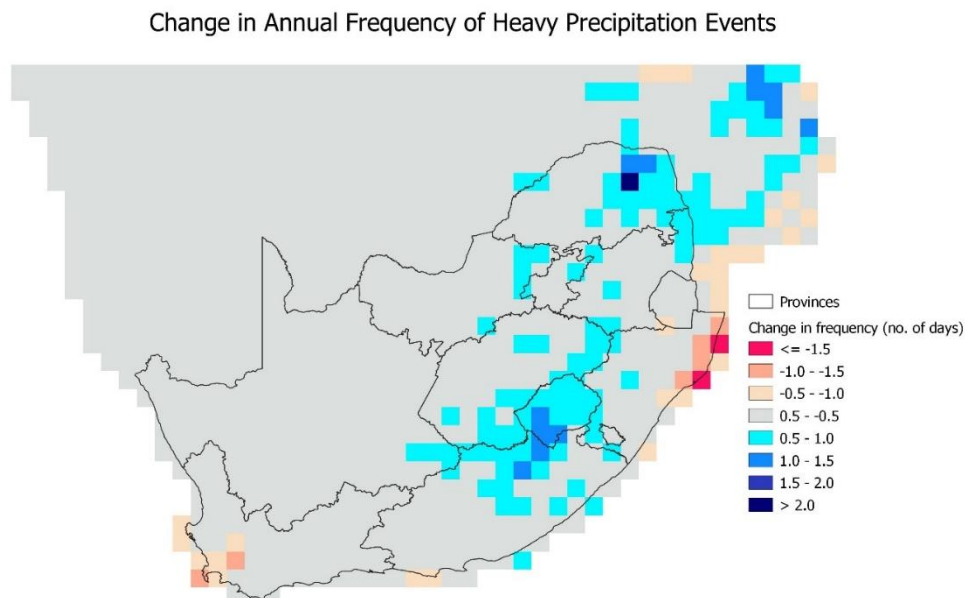 Change in Annual Frequency of Heavy Precipitation Events
Provinces
Change in frequency (no. of days)
<= -1.5
-1.0 - -1.5
-0.5 - -1.0
0.5 - -0.5
0.5 - 1.0
1.0 - 1.5
1.5 - 2.0
> 2.0